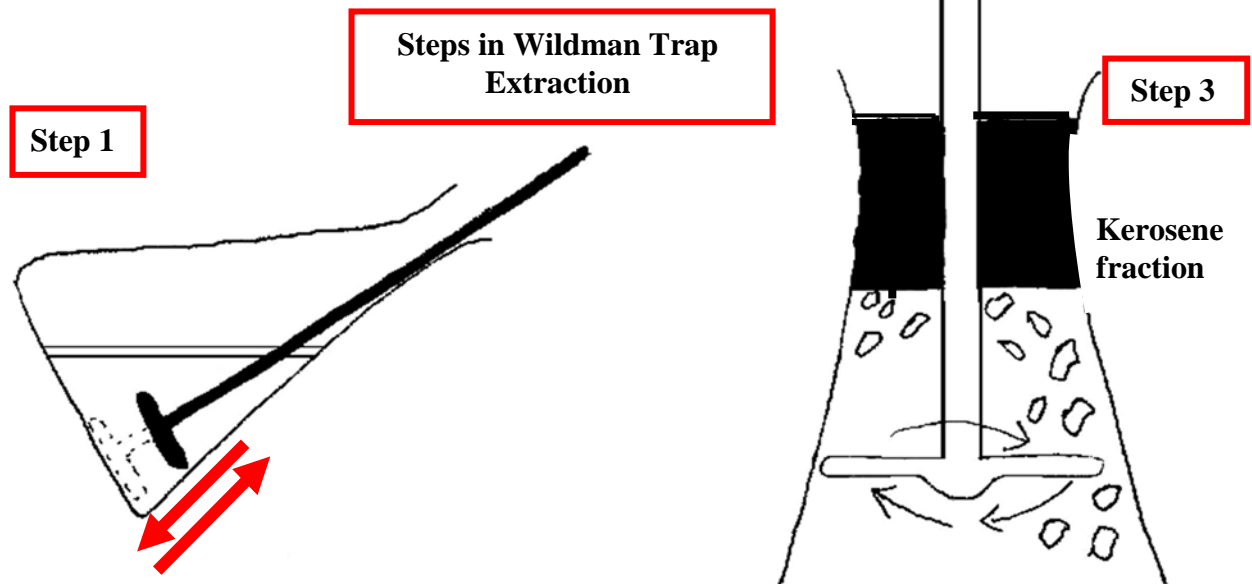 Steps in Wildman Trap
Extraction
Step 1
Step 3
Kerosene
fraction